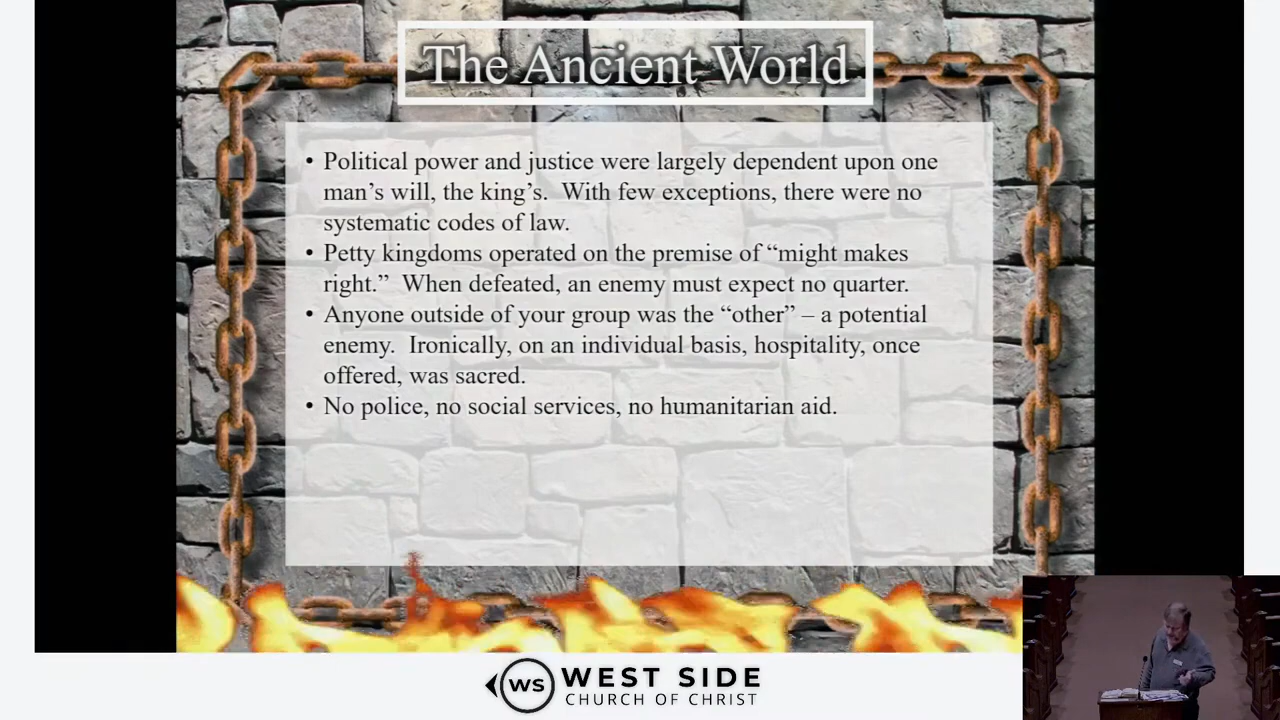 The Ancient World
• Political power and justice were largely dependent upon one
man’s will, the king’s.  With few exceptions, there were no
systematic codes of law.
• Petty kingdoms operated on the premise of “might makes
right.”  When defeated, an enemy must expect no quarter.
• Anyone outside of your group was the “other” – a potential
enemy.  Ironically, on an individual basis, hospitality, once
offered, was sacred.
• No police, no social services, no humanitarian aid.
WS WEST SIDE
CHURCH OF CHRIST